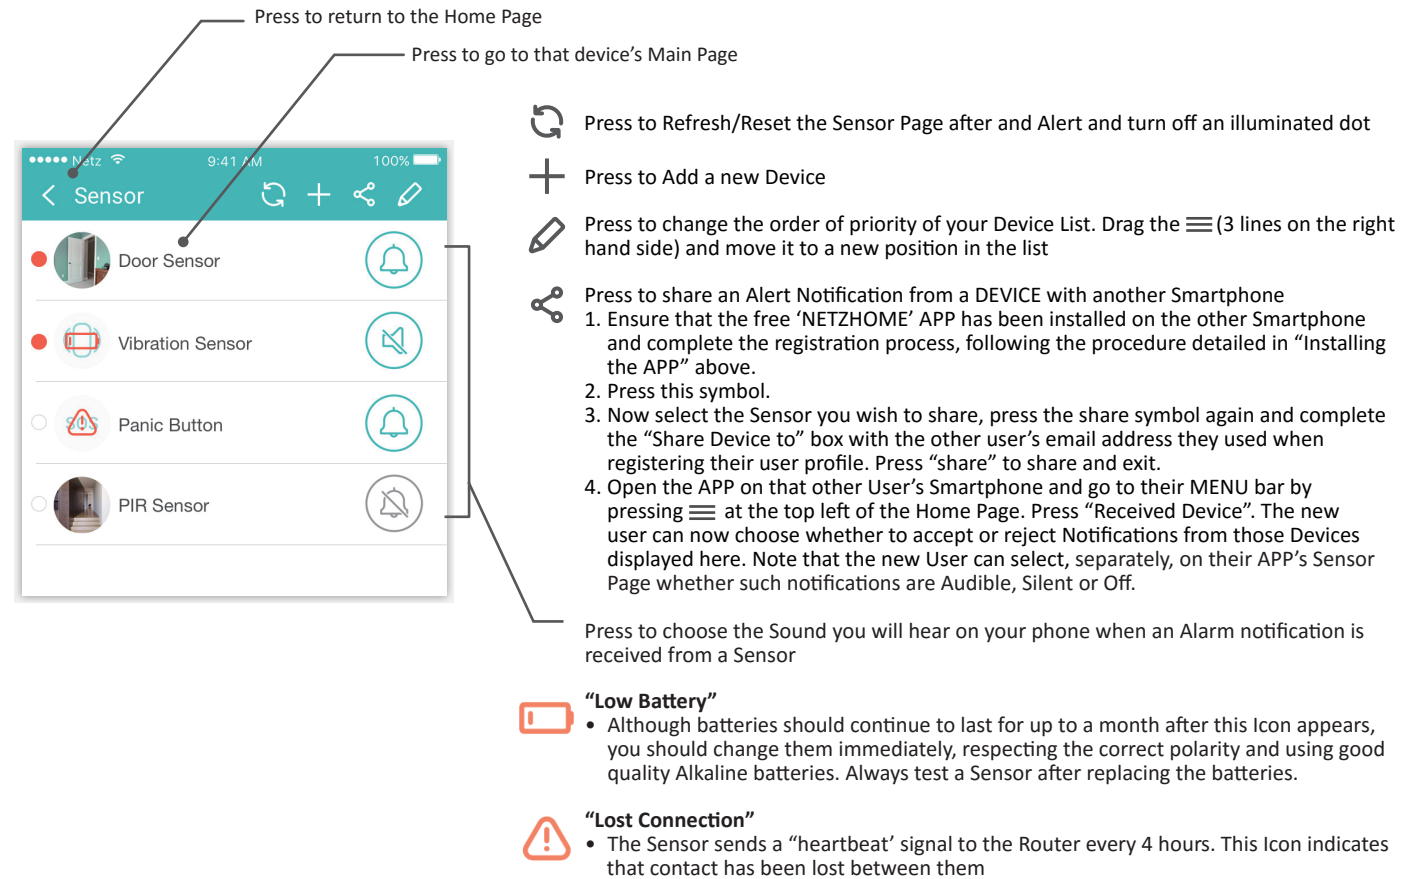 Press to return to the Home Page
Press to go to that device’s Main Page
Netz
9:41 AM
100%
Sensor
Door Sensor
Vibration Sensor
SOS
Panic Button
PIR Sensor
Press to Refresh/Reset the Sensor Page after and Alert and turn off an illuminated dot
Press to Add a new Device
Press to change the order of priority of your Device List. Drag the (3 lines on the right
hand side) and move it to a new position in the list
Press to share an Alert Notification from a DEVICE with another Smartphone
1. Ensure that the free ‘NETZHOME’ APP has been installed on the other Smartphone
and complete the registration process, following the procedure detailed in “Installing
the APP” above.
2. Press this symbol.
3. Now select the Sensor you wish to share, press the share symbol again and complete
the “Share Device to” box with the other user’s email address they used when
registering their user profile. Press “share” to share and exit.
4. Open the APP on that other User’s Smartphone and go to their MENU bar by
pressing at the top left of the Home Page. Press “Received Device”. The new
user can now choose whether to accept or reject Notifications from those Devices
displayed here. Note that the new User can select, separately, on their APP’s Sensor
Page whether such notifications are Audible, Silent or Off.
Press to choose the Sound you will hear on your phone when an Alarm notification is
received from a Sensor
“Low Battery”
• Although batteries should continue to last for up to a month after this Icon appears,
you should change them immediately, respecting the correct polarity and using good
quality Alkaline batteries. Always test a Sensor after replacing the batteries.
“Lost Connection”
• The Sensor sends a “heartbeat’ signal to the Router every 4 hours. This Icon indicates
that contact has been lost between them